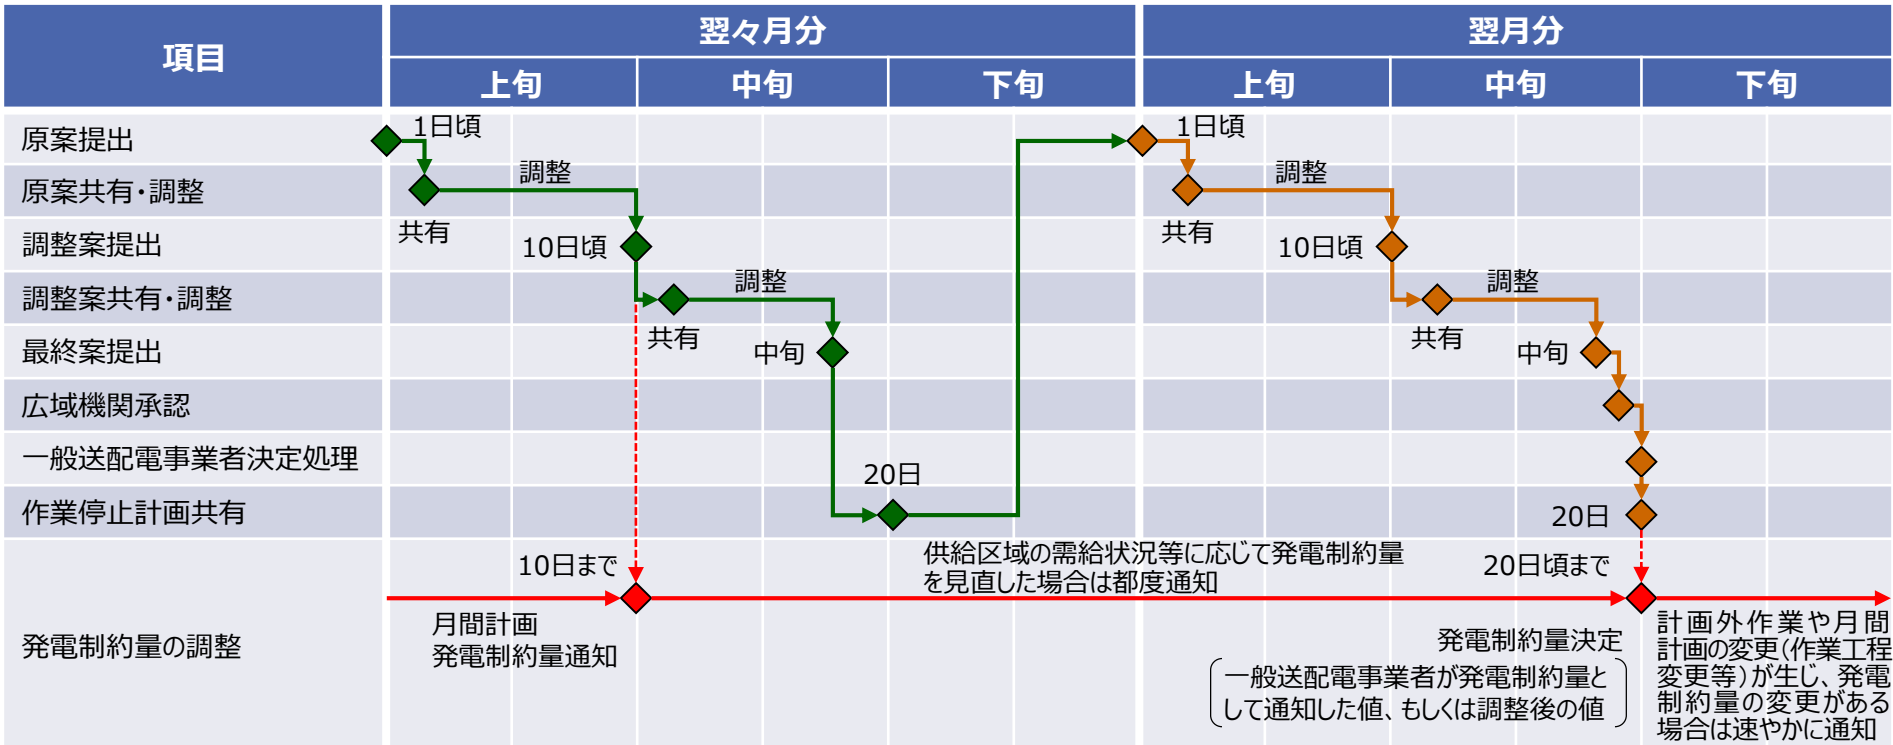 項目
翌々月分
翌月分
上旬
中旬
下旬
上旬
中旬
下旬
原案提出
1日頃
1日頃
原案共有・調整
調整
調整
共有
共有
調整案提出
10日頃
10日頃
調整案共有・調整
調整
調整
共有
共有
最終案提出
中旬
中旬
広域機関承認
一般送配電事業者決定処理
作業停止計画共有
20日
20日
発電制約量の調整
10日まで
月間計画
発電制約量通知
供給区域の需給状況等に応じて発電制約量
を見直した場合は都度通知
20日頃まで
発電制約量決定
一般送配電事業者が発電制約量と
して通知した値、もしくは調整後の値
計画外作業や月間
計画の変更(作業工程
変更等)が生じ、発電
制約量の変更がある
場合は速やかに通知